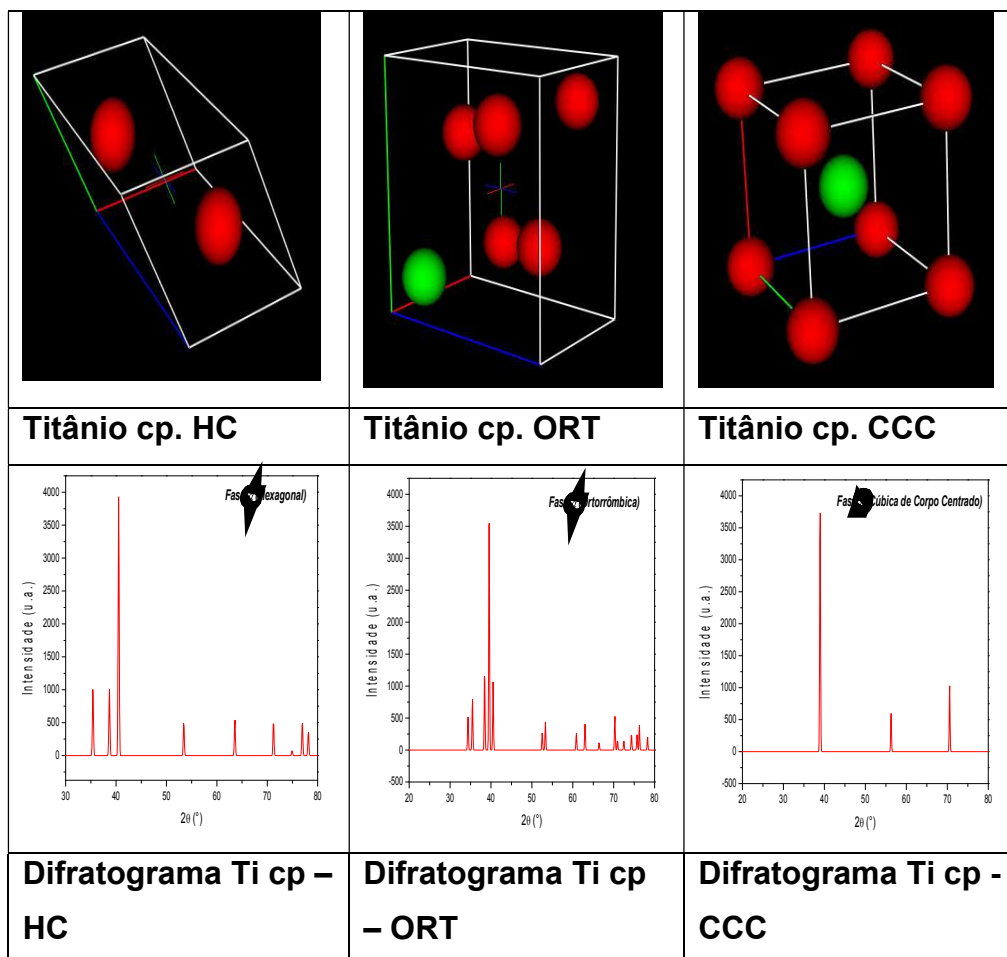 Titânio cp. HC
Titânio cp. ORT
Titânio cp. CCC
Intensidade (u.a.)
4000
3500
3000
2500
2000
1500
1000
500
0
30 40 50 60 70 80
2θ (°)
Intensidade (u.a.)
4000
3500
3000
2500
2000
1500
1000
500
0
-500
20 30 40 50 60 70 80
2θ (°)
Cúbica de Corpo Centrado)
Intensidade (u.a.)
4000
3500
3000
2500
2000
1500
1000
500
0
-500
20 30 40 50 60 70 80
2θ (°)
Difratograma Ti cp –
HC
Difratograma Ti cp
– ORT
Difratograma Ti cp -
CCC